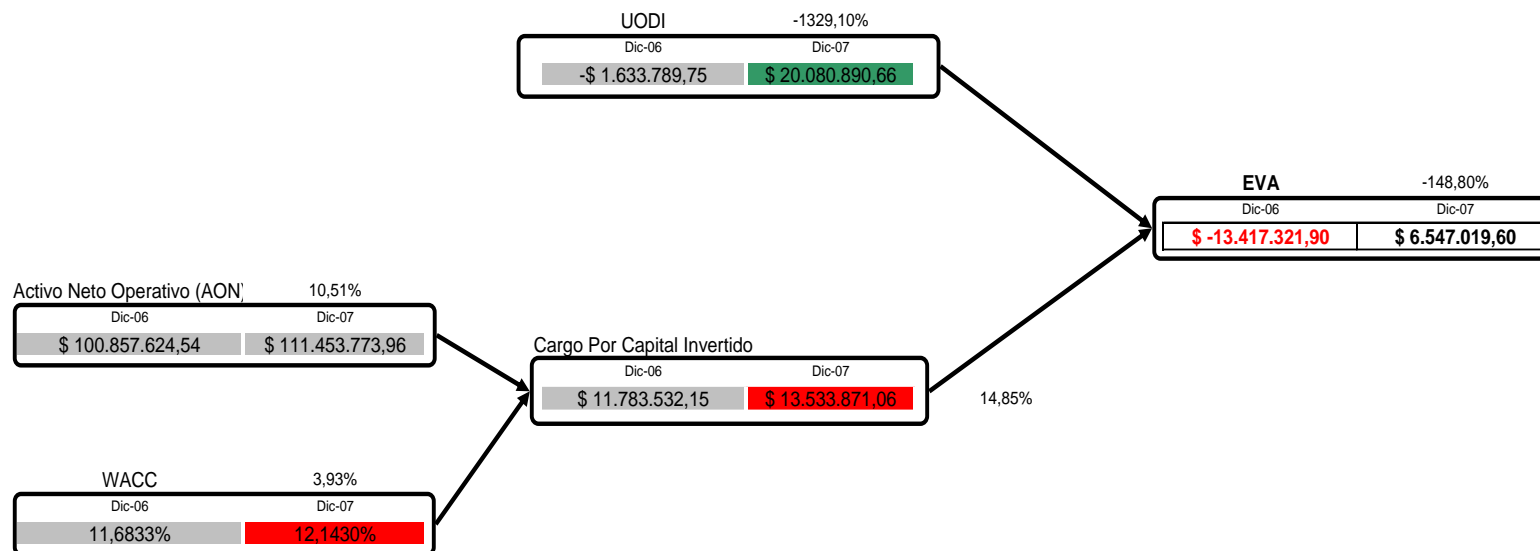 UODI -1329,10%
Dic-06 Dic-07
-$ 1.633.789,75 $ 20.080.890,66
EVA -148,80%
Dic-06 Dic-07
$ -13.417.321,90 $ 6.547.019,60
Activo Neto Operativo (AON) 10,51%
Dic-06 Dic-07
$ 100.857.624,54 $ 111.453.773,96
Cargo Por Capital Invertido
Dic-06 Dic-07
$ 11.783.532,15 $ 13.533.871,06
14,85%
WACC 3,93%
Dic-06 Dic-07
11,6833% 12,1430%